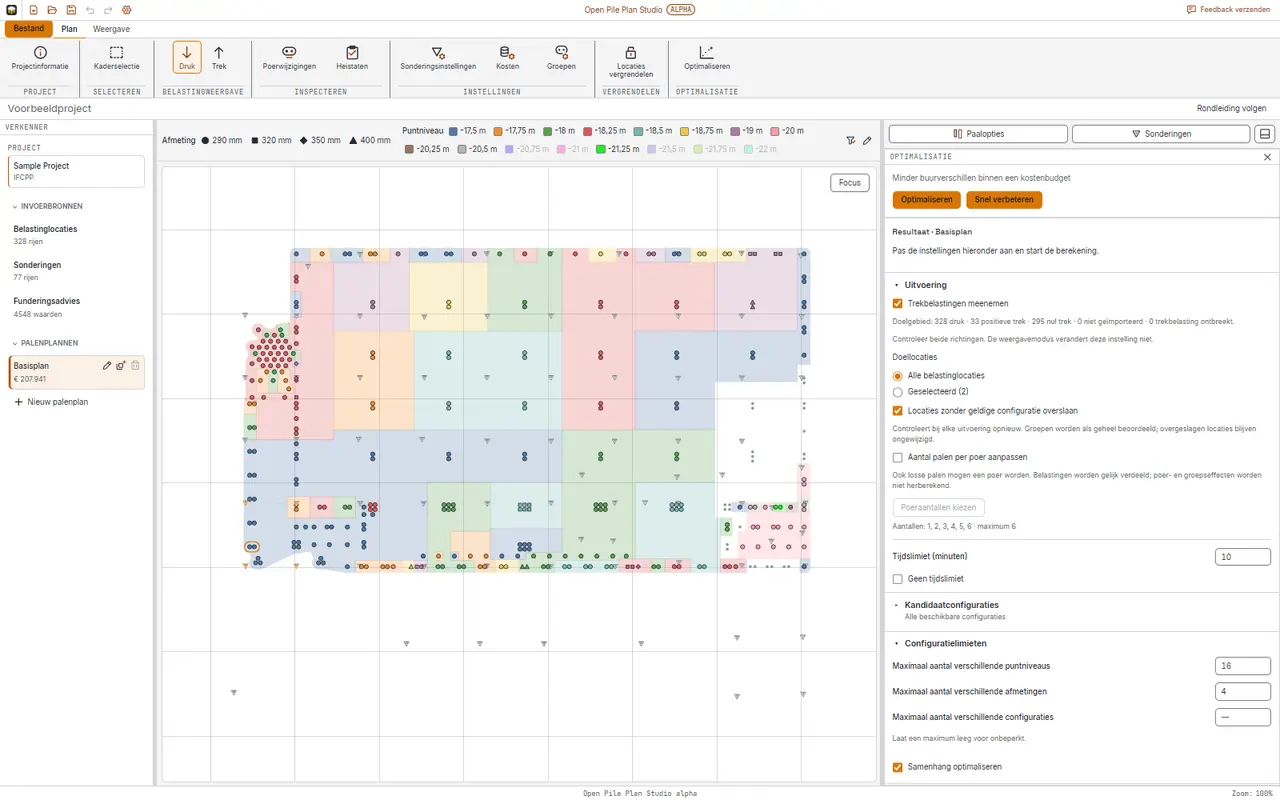 Open Pile Plan Studio ALPHA
Feedback verzenden
Bestand
Plan
Weergave
Projectinformatie
Kaderselectie
Druk
Trek
Poerwijzigingen
Heistaten
Sonderingsinstellingen
Kosten
Groepen
Locaties vergrendelen
Optimaliseren
PROJECT
SELECTEREN
BELASTINGWEERGAVE
INSPECTEREN
INSTELLINGEN
VERGRENDELEN
OPTIMALISATIE
Voorbeeldproject
Rondleiding volgen
VERKENNER
PROJECT
Sample Project
IFCPP
INVOERBRONNEN
Belastinglocaties
328 rijen
Sonderingen
77 rijen
Funderingsadvies
4548 waarden
PALENPLANNEN
Basisplan
€ 207.941
Nieuw palenplan
Afmeting 290 mm 320 mm 350 mm 400 mm
Puntniveau -17,5 m -17,75 m -18 m -18,25 m -18,5 m -18,75 m -19 m -20 m
-20,25 m -20,5 m -20,75 m -21 m -21,25 m -21,5 m -21,75 m -22 m
Focus
Paalopties
Sonderingen
OPTIMALISATIE
Minder buurverschillen binnen een kostenbudget
Optimaliseren
Snel verbeteren
Resultaat · Basisplan
Pas de instellingen hieronder aan en start de berekening.
Uitvoering
Trekbelastingen meenemen
Doelgebied: 328 druk · 33 positieve trek · 295 nul trek · 0 niet geïmporteerd · 0 trekbelasting ontbreekt.
Controleer beide richtingen. De weergavemodus verandert deze instelling niet.
Doellocaties
Alle belastinglocaties
Geselecteerd (2)
Locaties zonder geldige configuratie overslaan
Controleert bij elke uitvoering opnieuw. Groepen worden als geheel beoordeeld; overgeslagen locaties blijven
ongewijzigd.
Aantal palen per poer aanpassen
Ook losse palen mogen een poer worden. Belastingen worden gelijk verdeeld; poer- en groepseffecten worden
niet herberekend.
Poeraantallen kiezen
Aantallen: 1, 2, 3, 4, 5, 6 · maximum 6
Tijdslimiet (minuten)
10
Geen tijdslimiet
Kandidaatconfiguraties
Alle beschikbare configuraties
Configuratielimieten
Maximaal aantal verschillende puntniveaus
16
Maximaal aantal verschillende afmetingen
4
Maximaal aantal verschillende configuraties
—
Laat een maximum leeg voor onbeperkt.
Samenhang optimaliseren
Open Pile Plan Studio alpha
Zoom: 100%